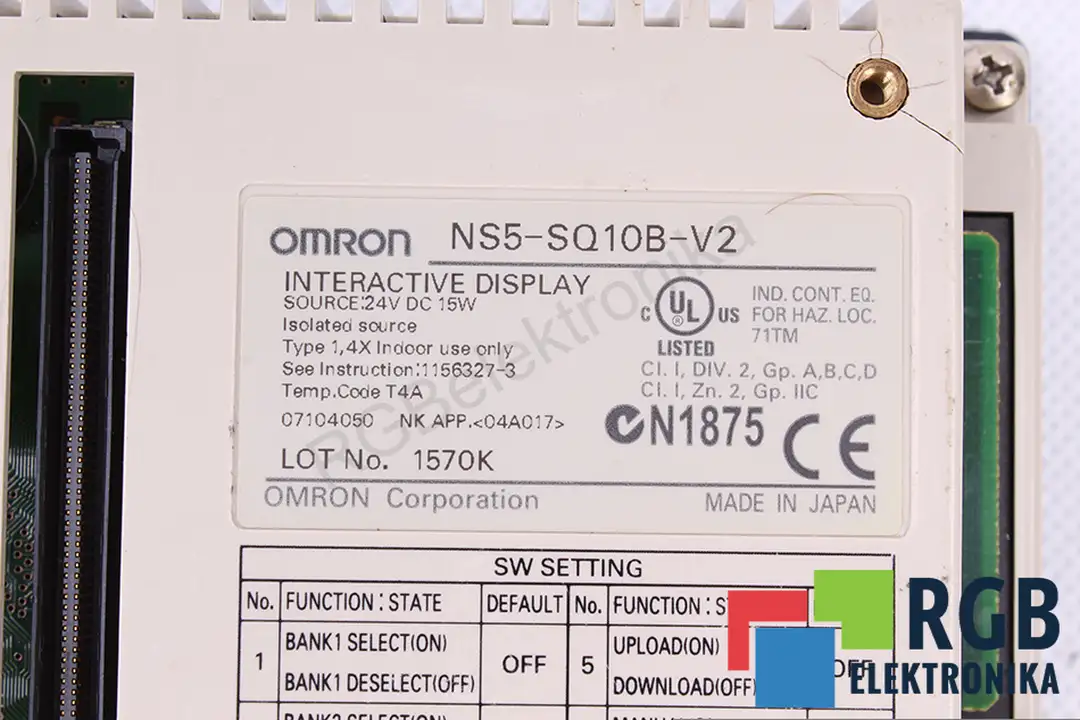 OMRON NS5-SQ10B-V2
INTERACTIVE DISPLAY
SOURCE:24V DC 15W
Isolated source
Type 1,4X Indoor use only
See Instruction:1156327-3
Temp.Code T4A
07104050 NK APP.<04A017>
LOT No. 1570K
C UL US
®
LISTED
IND. CONT. EQ.
FOR HAZ. LOC.
71TM
Cl. I, DIV. 2, Gp. A,B,C,D
Cl. I, Zn. 2, Gp. IIC
N1875 CE
OMRON Corporation MADE IN JAPAN
RGBelektronika
SW SETTING
No. FUNCTION : STATE DEFAULT No. FUNCTION :
1 BANK1 SELECT(ON) OFF 5 UPLOAD(ON) OFF
BANK1 DESELECT(OFF) DOWNLOAD(OFF)
BANK2 SELECT(ON)
RGB
ELEKTRONIKA